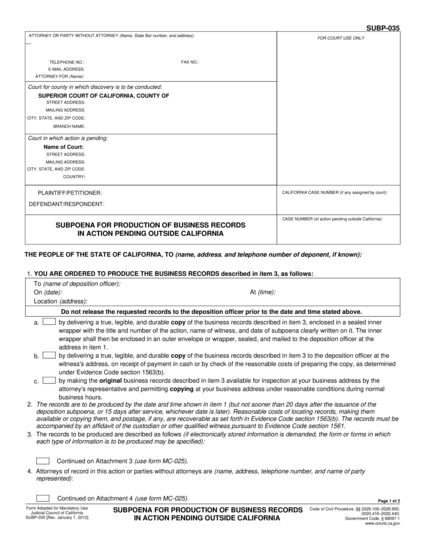 SUBP-035
ATTORNEY OR PARTY WITHOUT ATTORNEY (Name, State Bar number, and address):
FOR COURT USE ONLY
TELEPHONE NO.: FAX NO.:
E-MAIL ADDRESS:
ATTORNEY FOR (Name):
Court for county in which discovery is to be conducted:
SUPERIOR COURT OF CALIFORNIA, COUNTY OF
STREET ADDRESS:
MAILING ADDRESS:
CITY, STATE, AND ZIP CODE:
BRANCH NAME:
Court in which action is pending:
Name of Court:
STREET ADDRESS:
MAILING ADDRESS:
CITY, STATE, AND ZIP CODE:
COUNTRY:
PLAINTIFF/PETITIONER:
DEFENDANT/RESPONDENT:
CALIFORNIA CASE NUMBER (if any assigned by court):
SUBPOENA FOR PRODUCTION OF BUSINESS RECORDS
IN ACTION PENDING OUTSIDE CALIFORNIA
CASE NUMBER (of action pending outside California):
THE PEOPLE OF THE STATE OF CALIFORNIA, TO (name, address, and telephone number of deponent, if known):
1. YOU ARE ORDERED TO PRODUCE THE BUSINESS RECORDS described in item 3, as follows:
To (name of deposition officer):
On (date): At (time):
Location (address):
Do not release the requested records to the deposition officer prior to the date and time stated above.
a. by delivering a true, legible, and durable copy of the business records described in item 3, enclosed in a sealed inner
wrapper with the title and number of the action, name of witness, and date of subpoena clearly written on it. The inner
wrapper shall then be enclosed in an outer envelope or wrapper, sealed, and mailed to the deposition officer at the
address in item 1.
b. by delivering a true, legible, and durable copy of the business records described in item 3 to the deposition officer at the
witness's address, on receipt of payment in cash or by check of the reasonable costs of preparing the copy, as determined
under Evidence Code section 1563(b).
c. by making the original business records described in item 3 available for inspection at your business address by the
attorney's representative and permitting copying at your business address under reasonable conditions during normal
business hours.
2. The records are to be produced by the date and time shown in item 1 (but not sooner than 20 days after the issuance of the
deposition subpoena, or 15 days after service, whichever date is later). Reasonable costs of locating records, making them
available or copying them, and postage, if any, are recoverable as set forth in Evidence Code section 1563(b). The records must be
accompanied by an affidavit of the custodian or other qualified witness pursuant to Evidence Code section 1561.
3. The records to be produced are described as follows (if electronically stored information is demanded, the form or forms in which
each type of information is to be produced may be specified):
Continued on Attachment 3 (use form MC-025).
4. Attorneys of record in this action or parties without attorneys are (name, address, telephone number, and name of party
represented):
Continued on Attachment 4 (use form MC-025).
Page 1 of 2
Form Adopted for Mandatory Use
Judicial Council of California
SUBP-035 [Rev. January 1, 2012]
SUBPOENA FOR PRODUCTION OF BUSINESS RECORDS
IN ACTION PENDING OUTSIDE CALIFORNIA
Code of Civil Procedure, §§ 2029.100–2029.900,
2020.410–2020.440;
Government Code, § 68097.1
www.courts.ca.gov